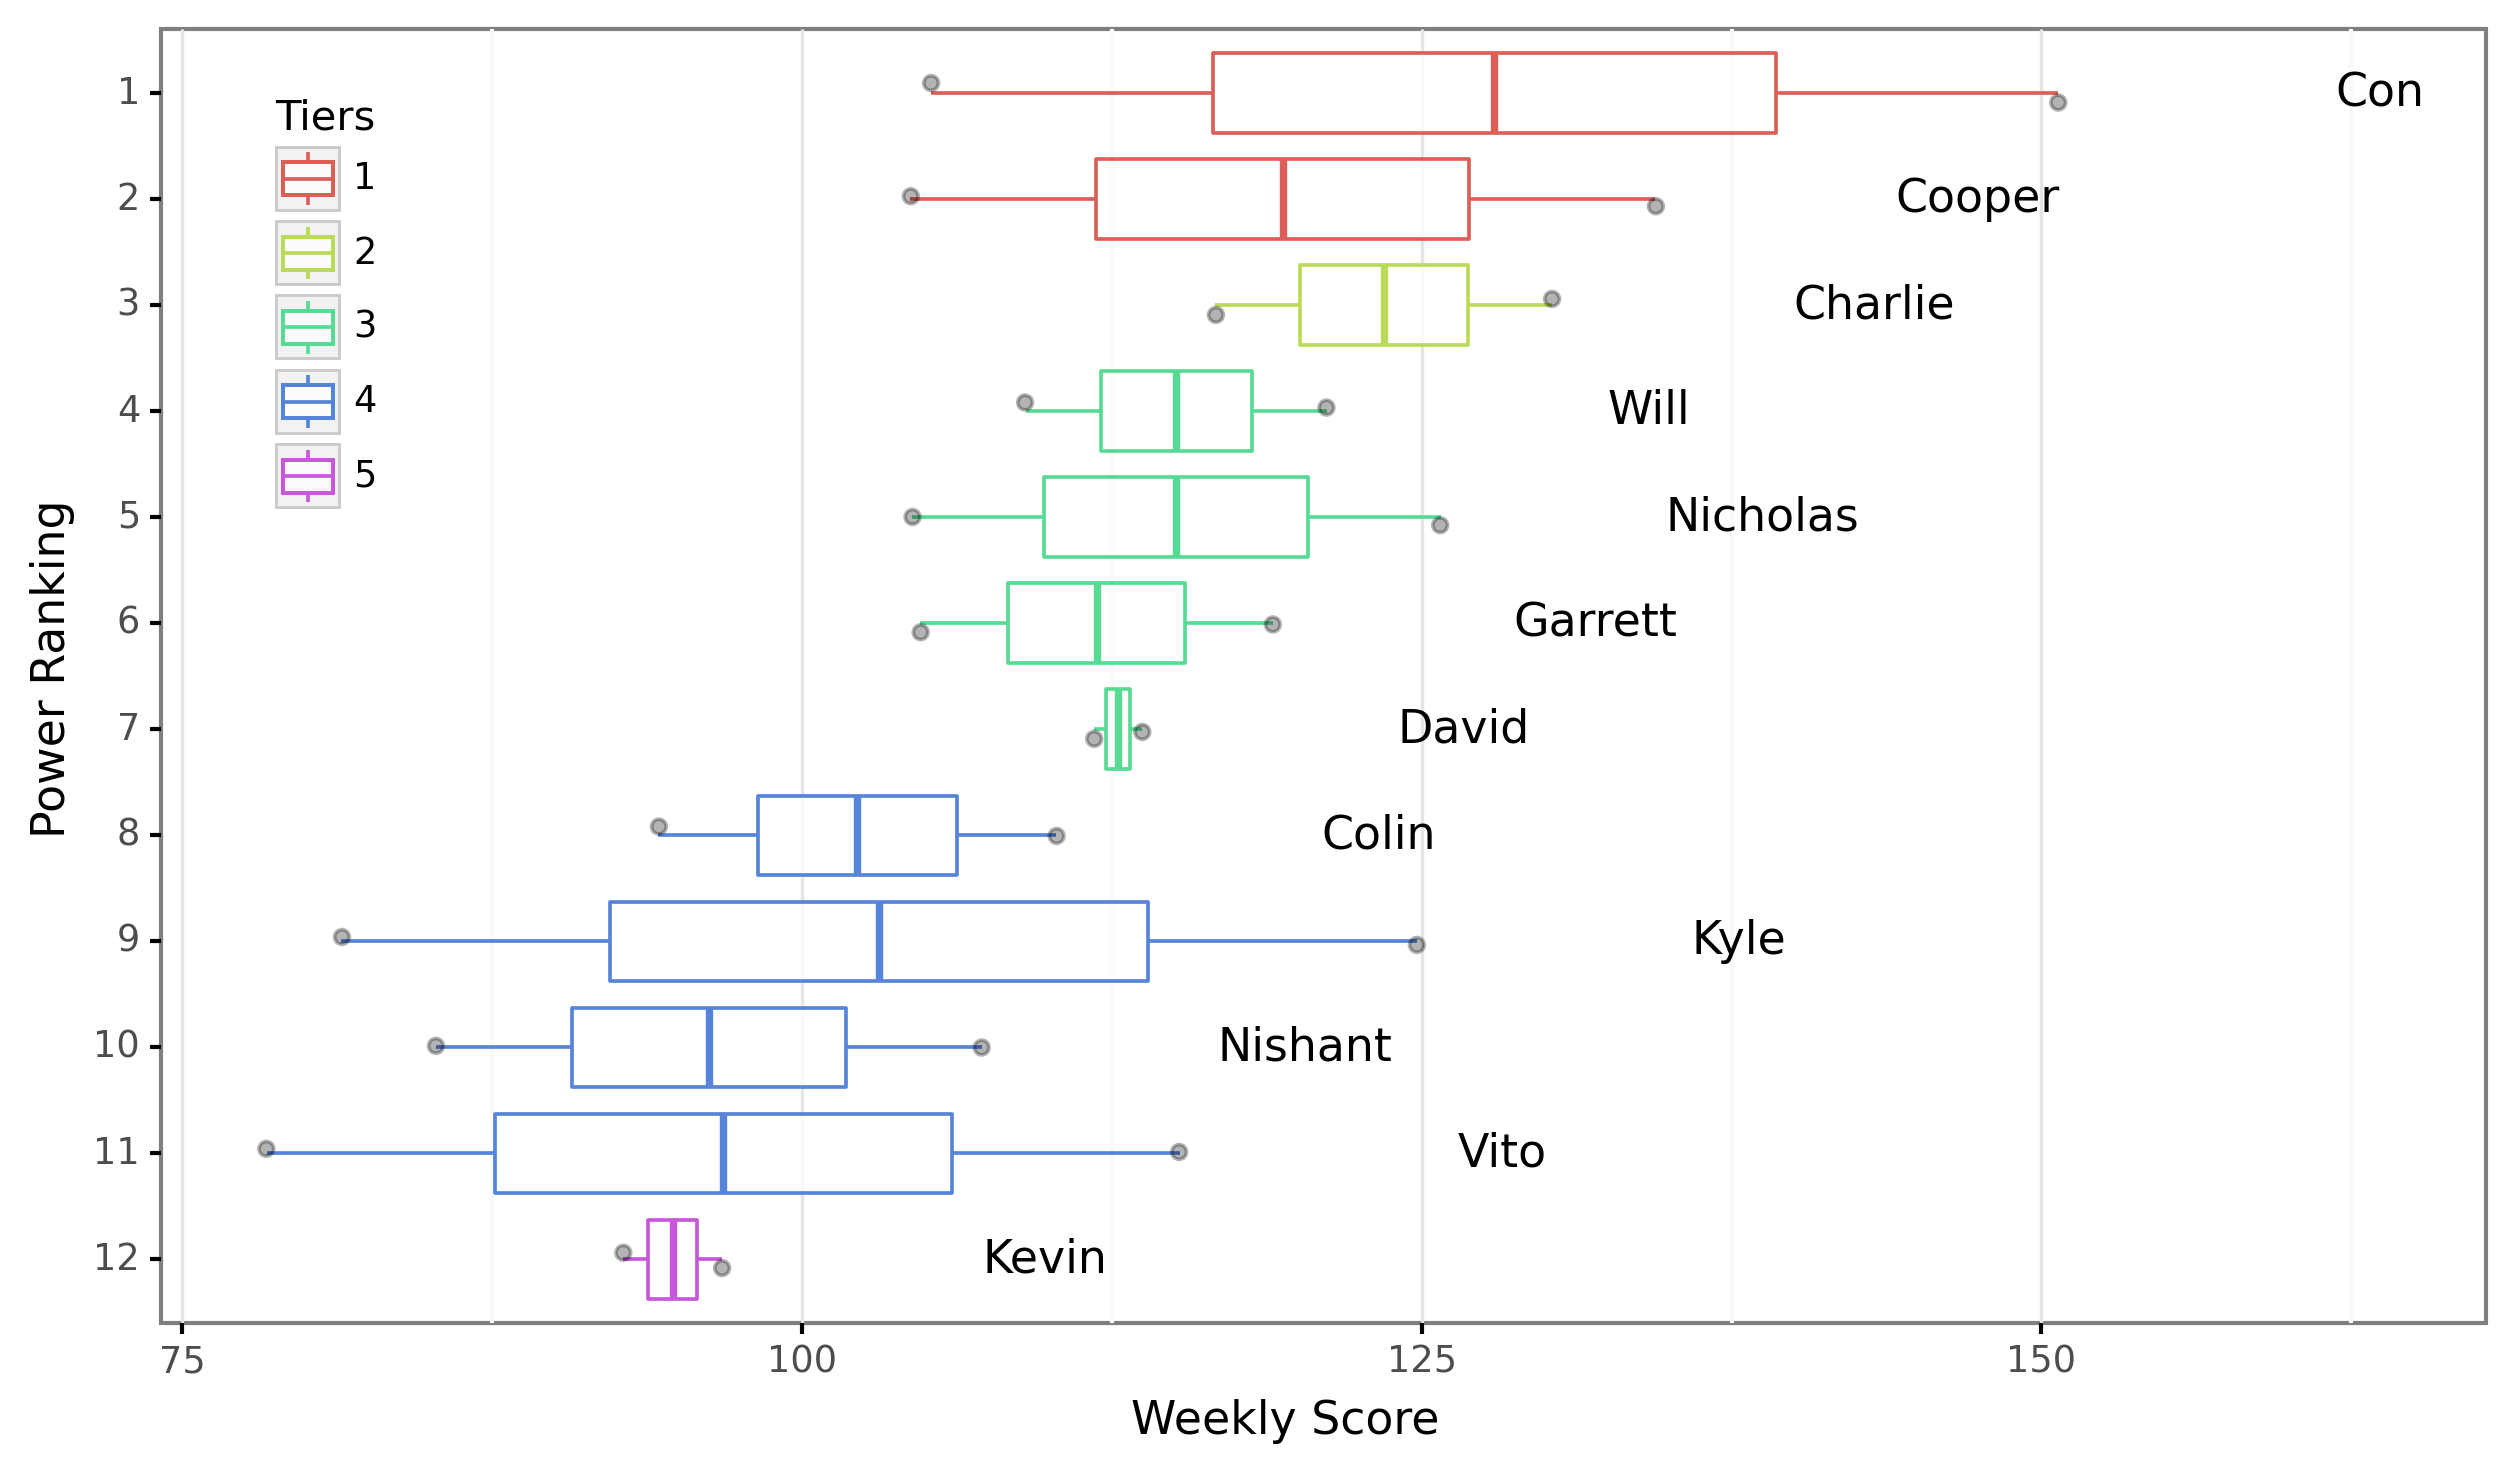 Tiers
1
2
3
4
5
Power Ranking
1
Con
2
Cooper
3
Charlie
4
Will
5
Nicholas
6
Garrett
7
David
8
Colin
9
Kyle
10
Nishant
11
Vito
12
Kevin
75 100 125 150
Weekly Score